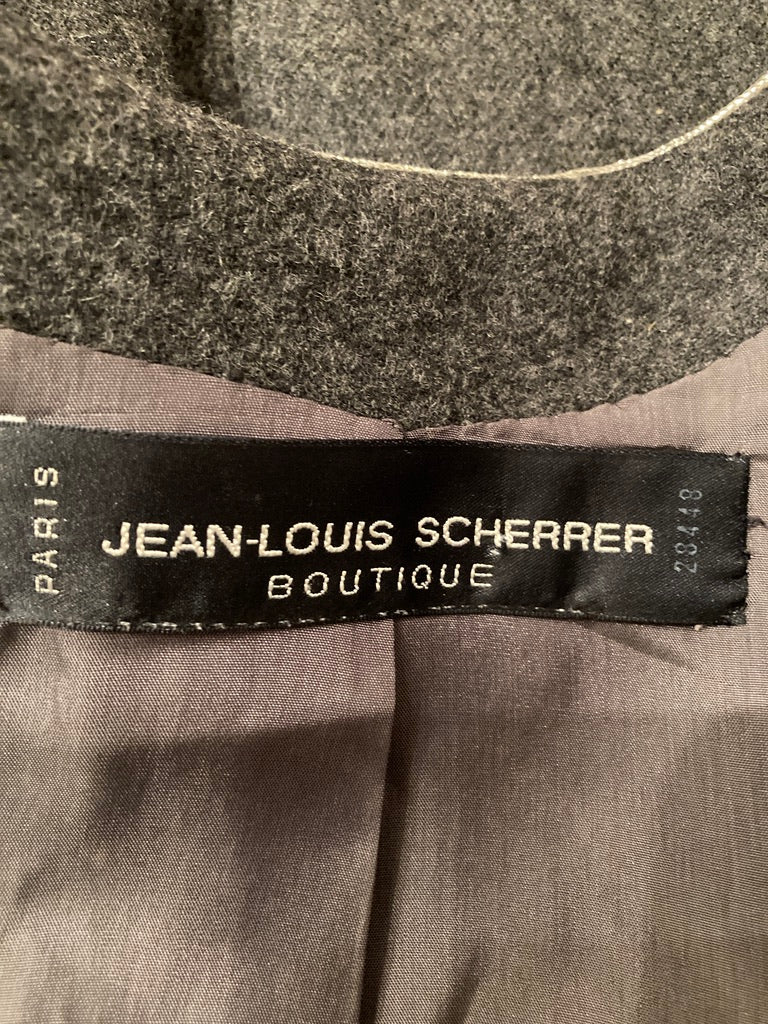 PARIS
JEAN-LOUIS SCHERRER
BOUTIQUE
28448